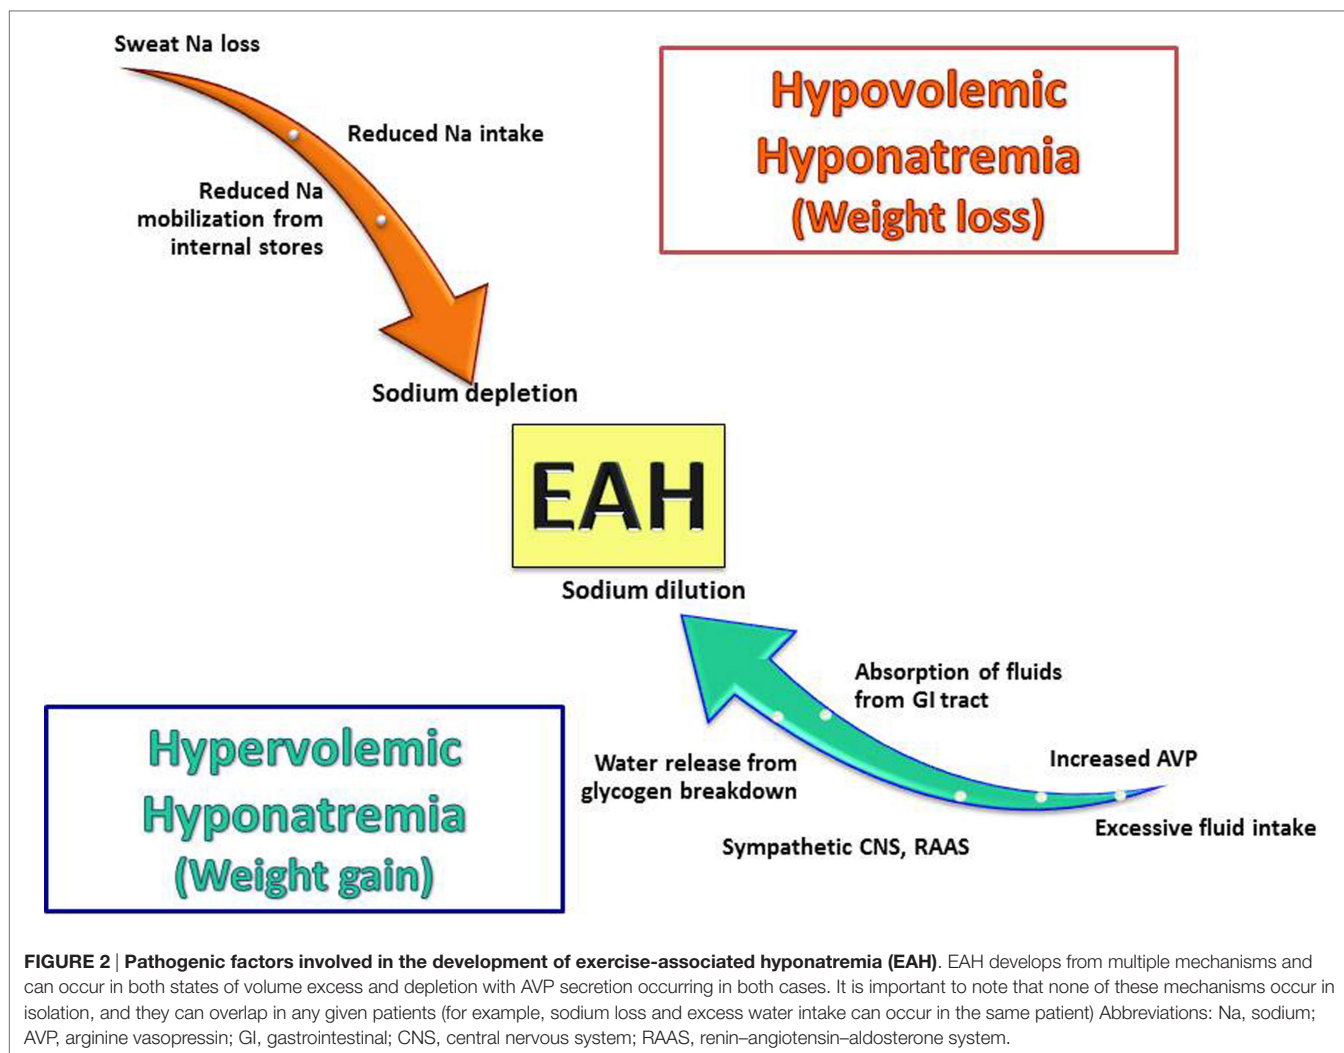 Sweat Na loss
Reduced Na intake
Reduced Na
mobilization from
internal stores
Sodium depletion
Hypovolemic
Hyponatremia
(Weight loss)
EAH
Sodium dilution
Absorption of fluids
from GI tract
Increased AVP
Water release from
glycogen breakdown
Excessive fluid intake
Sympathetic CNS, RAAS
Hypervolemic
Hyponatremia
(Weight gain)
FIGURE 2 | Pathogenic factors involved in the development of exercise-associated hyponatremia (EAH). EAH develops from multiple mechanisms and
can occur in both states of volume excess and depletion with AVP secretion occurring in both cases. It is important to note that none of these mechanisms occur in
isolation, and they can overlap in any given patients (for example, sodium loss and excess water intake can occur in the same patient) Abbreviations: Na, sodium;
AVP, arginine vasopressin; GI, gastrointestinal; CNS, central nervous system; RAAS, renin–angiotensin–aldosterone system.